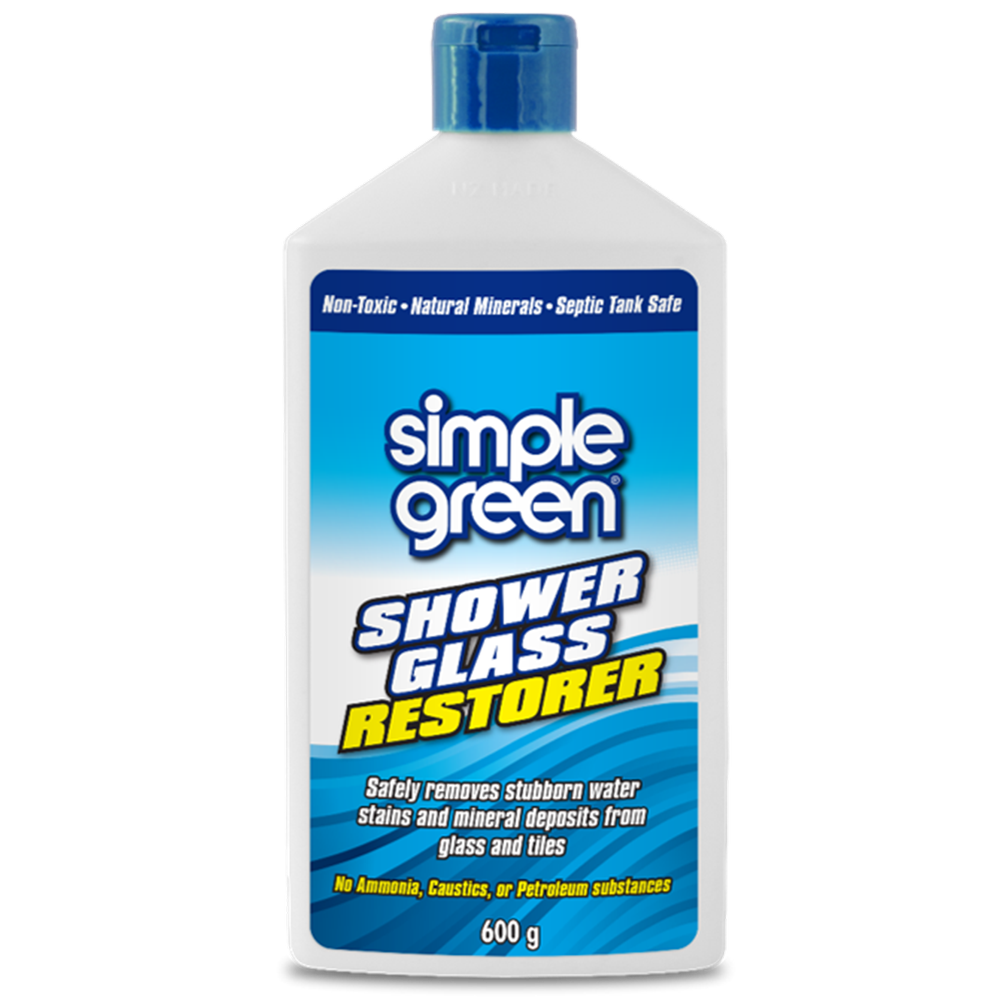 Non-Toxic • Natural Minerals • Septic Tank Safe
simple
green®
SHOWER
GLASS
RESTORER
Safely removes stubborn water
stains and mineral deposits from
glass and tiles
No Ammonia, Caustics, or Petroleum substances
600 g